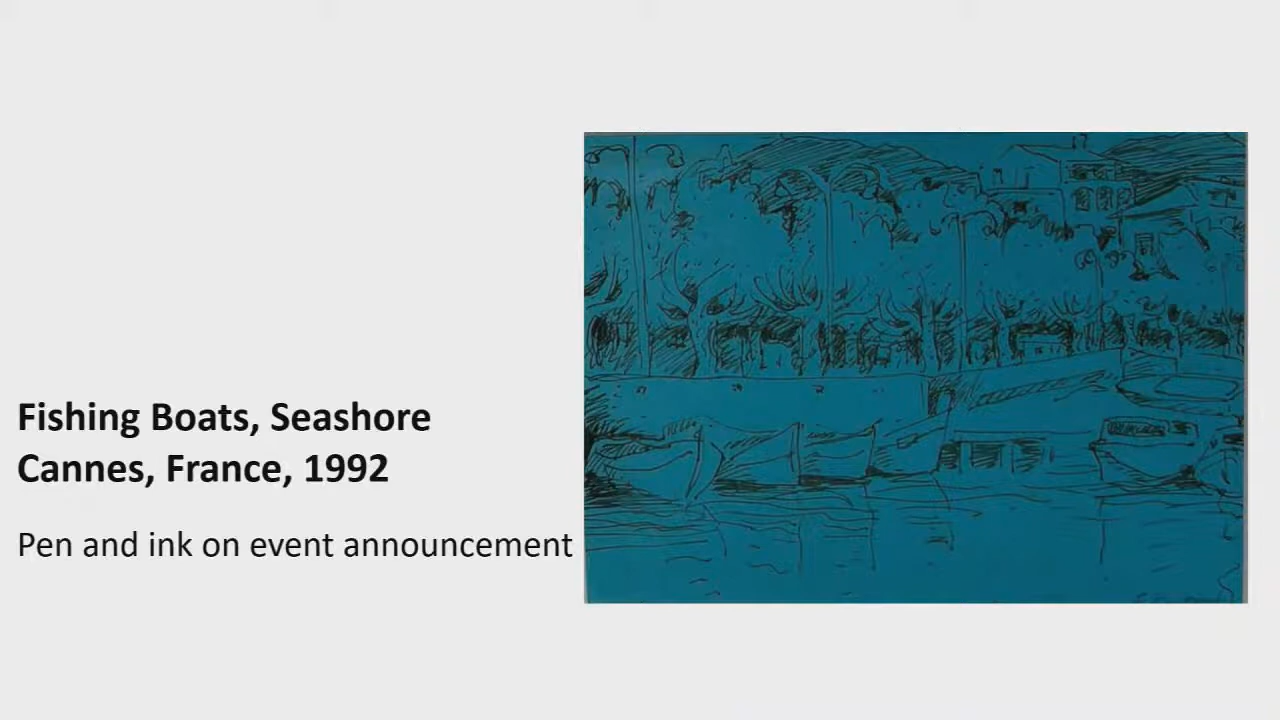 Fishing Boats, Seashore
Cannes, France, 1992
Pen and ink on event announcement